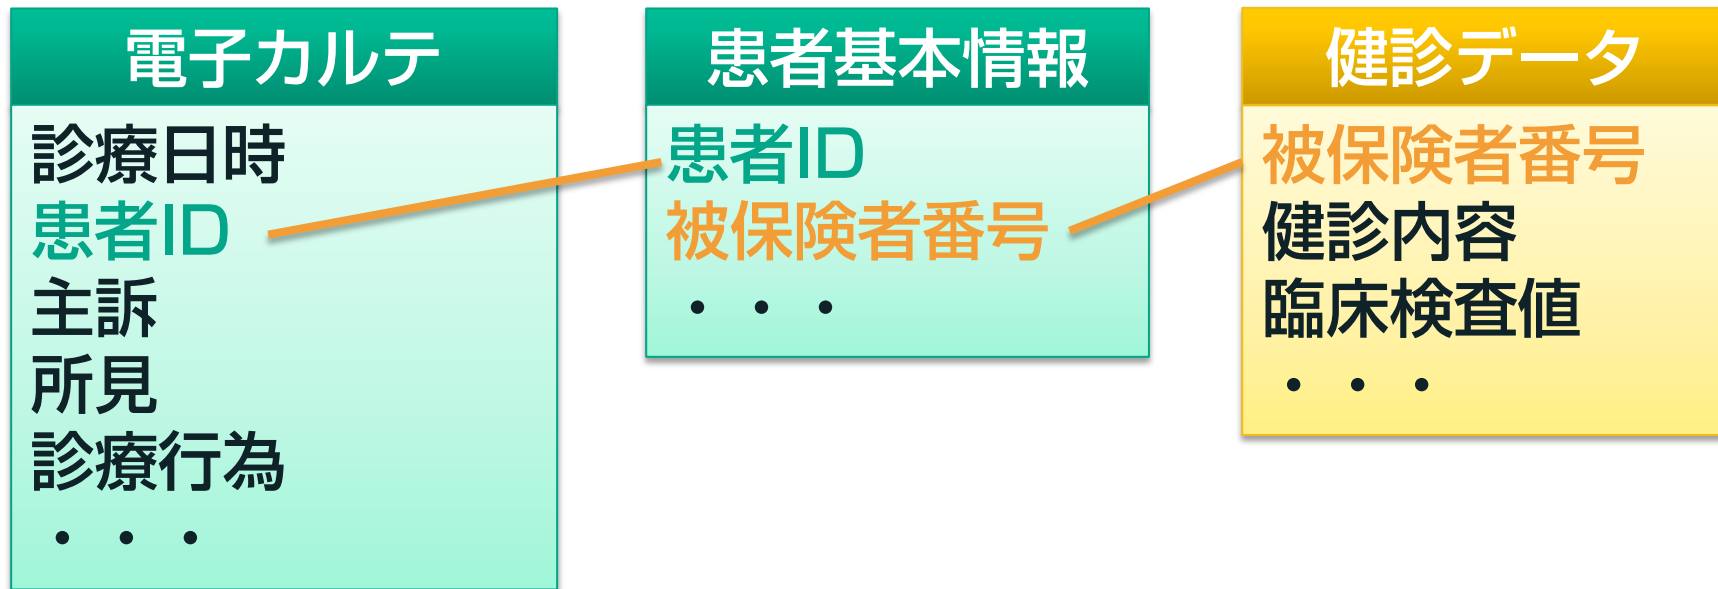 電子カルテ
診療日時
患者ID
主訴
所見
診療行為
・・・
患者基本情報
患者ID
被保険者番号
・・・
健診データ
被保険者番号
健診内容
臨床検査値
・・・